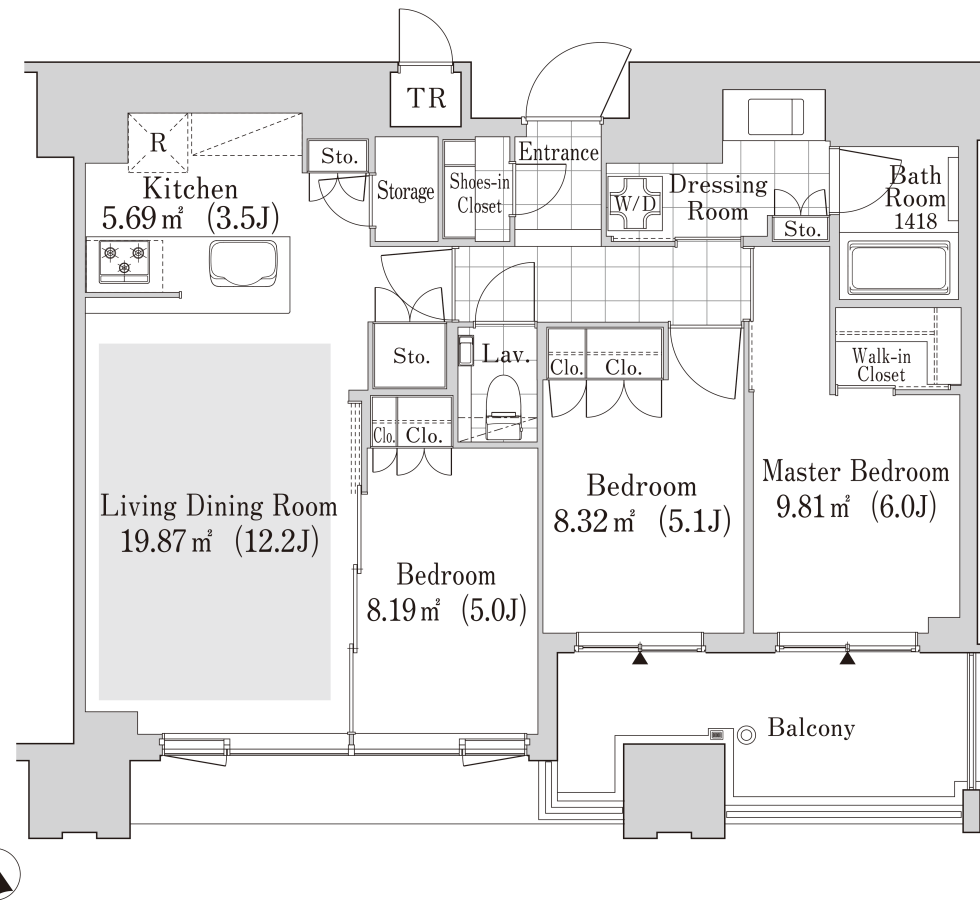 TR
R
Sto.
Entrance
Kitchen
5.69㎡ (3.5J)
Storage
Shoes-in
Closet
W/D
Dressing
Room
Bath
Room
1418
Sto.
Sto.
Lav.
Clo.
Clo.
Walk-in
Closet
Clo.
Clo.
Living Dining Room
19.87㎡ (12.2J)
Bedroom
8.19㎡ (5.0J)
Bedroom
8.32㎡ (5.1J)
Master Bedroom
9.81㎡ (6.0J)
Balcony